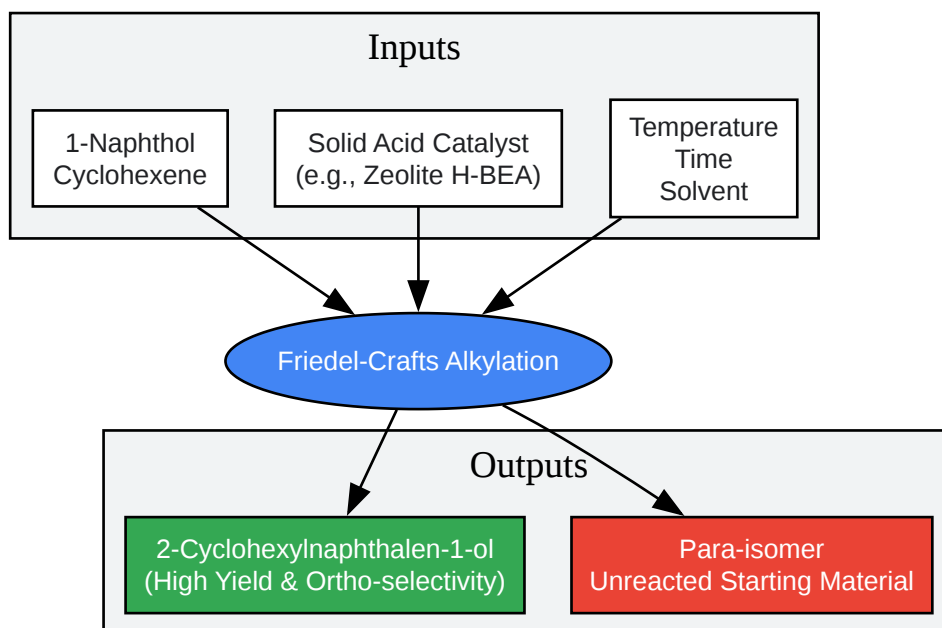 Inputs
1-Naphthol
Cyclohexene
Solid Acid Catalyst
(e.g., Zeolite H-BEA)
Temperature
Time
Solvent
Friedel-Crafts Alkylation
Outputs
2-Cyclohexylnaphthalen-1-ol
(High Yield & Ortho-selectivity)
Para-isomer
Unreacted Starting Material